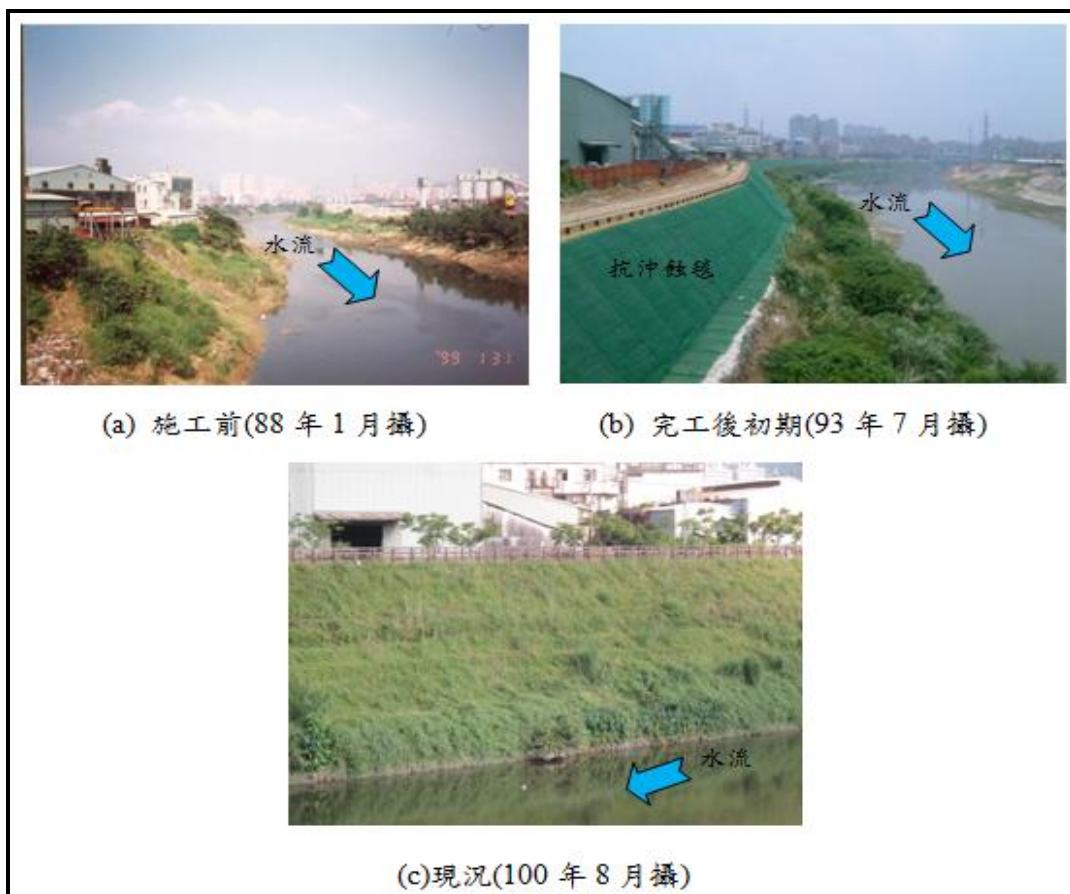 水流
'99 1 31
水流
抗沖蝕毯
(a) 施工前(88 年 1 月攝)
(b) 完工後初期(93 年 7 月攝)
水流
(c)現況(100 年 8 月攝)